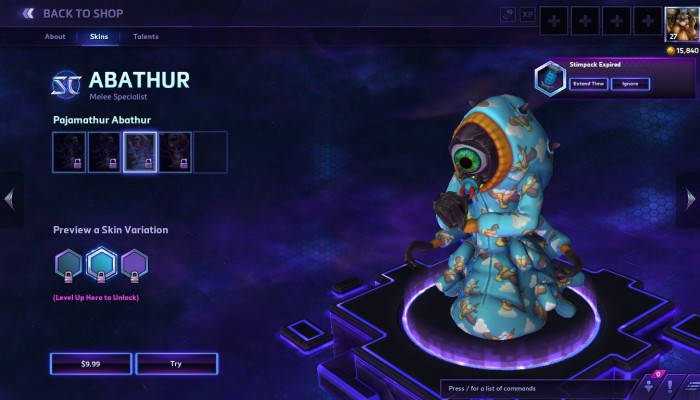 BACK TO SHOP
XP
About
Skins
Talents
27
15,840
Stimpack Expired
Extend Time
Ignore
ABATHUR
Melee Specialist
Pajamathur Abathur
Preview a Skin Variation
(Level Up Hero to Unlock)
$9.99
Try
Press / for a list of commands
0